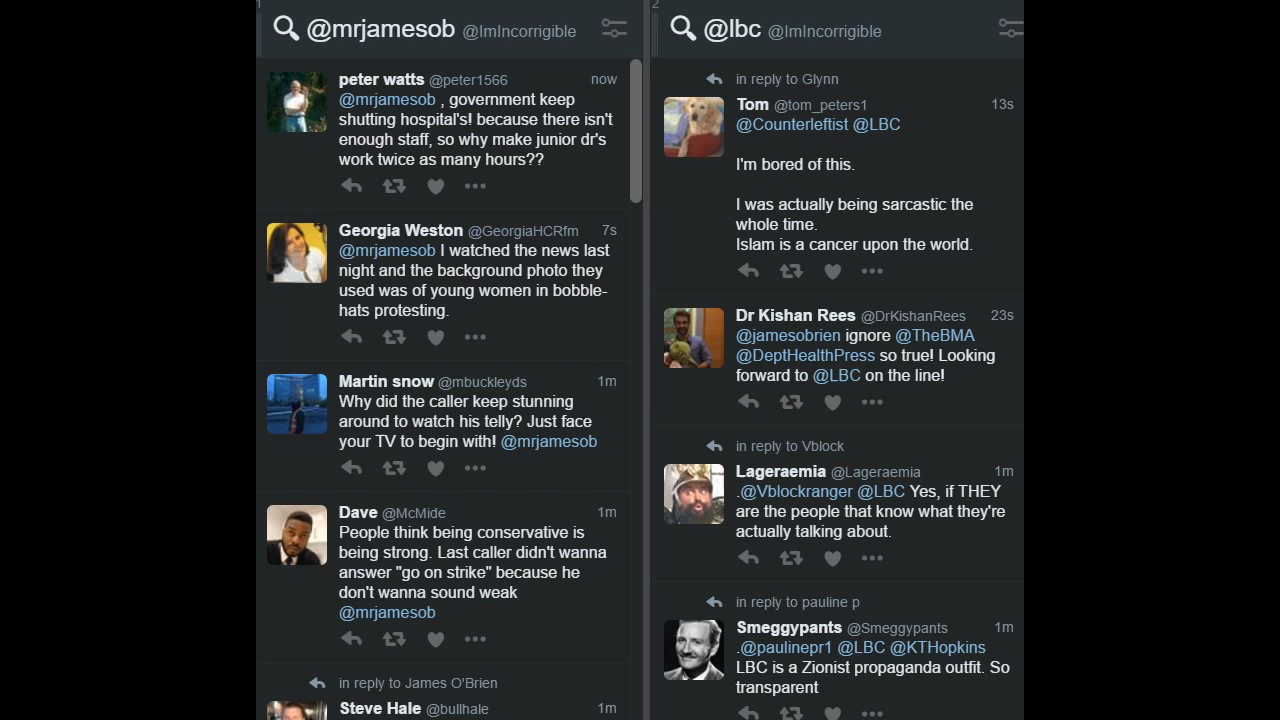 1
@mrjamesob @ImIncorrigible
peter watts @peter1566 now
@mrjamesob , government keep
shutting hospital's! because there isn't
enough staff, so why make junior dr's
work twice as many hours??
Georgia Weston @GeorgiaHCRfm 7s
@mrjamesob I watched the news last
night and the background photo they
used was of young women in bobble-
hats protesting.
Martin snow @mbuckleyds 1m
Why did the caller keep stunning
around to watch his telly? Just face
your TV to begin with! @mrjamesob
Dave @McMide 1m
People think being conservative is
being strong. Last caller didn't wanna
answer "go on strike" because he
don't wanna sound weak
@mrjamesob
in reply to James O'Brien
Steve Hale @bullhale 1m
2
@lbc @ImIncorrigible
in reply to Glynn
Tom @tom_peters1 13s
@Counterleftist @LBC
I'm bored of this.
I was actually being sarcastic the
whole time.
Islam is a cancer upon the world.
Dr Kishan Rees @DrKishanRees 23s
@jamesobrien ignore @TheBMA
@DeptHealthPress so true! Looking
forward to @LBC on the line!
in reply to Vblock
Lageraemia @Lageraemia 1m
.@Vblockranger @LBC Yes, if THEY
are the people that know what they're
actually talking about.
in reply to pauline p
Smeggypants @Smeggypants 1m
.@paulinepr1 @LBC @KTHopkins
LBC is a Zionist propaganda outfit. So
transparent